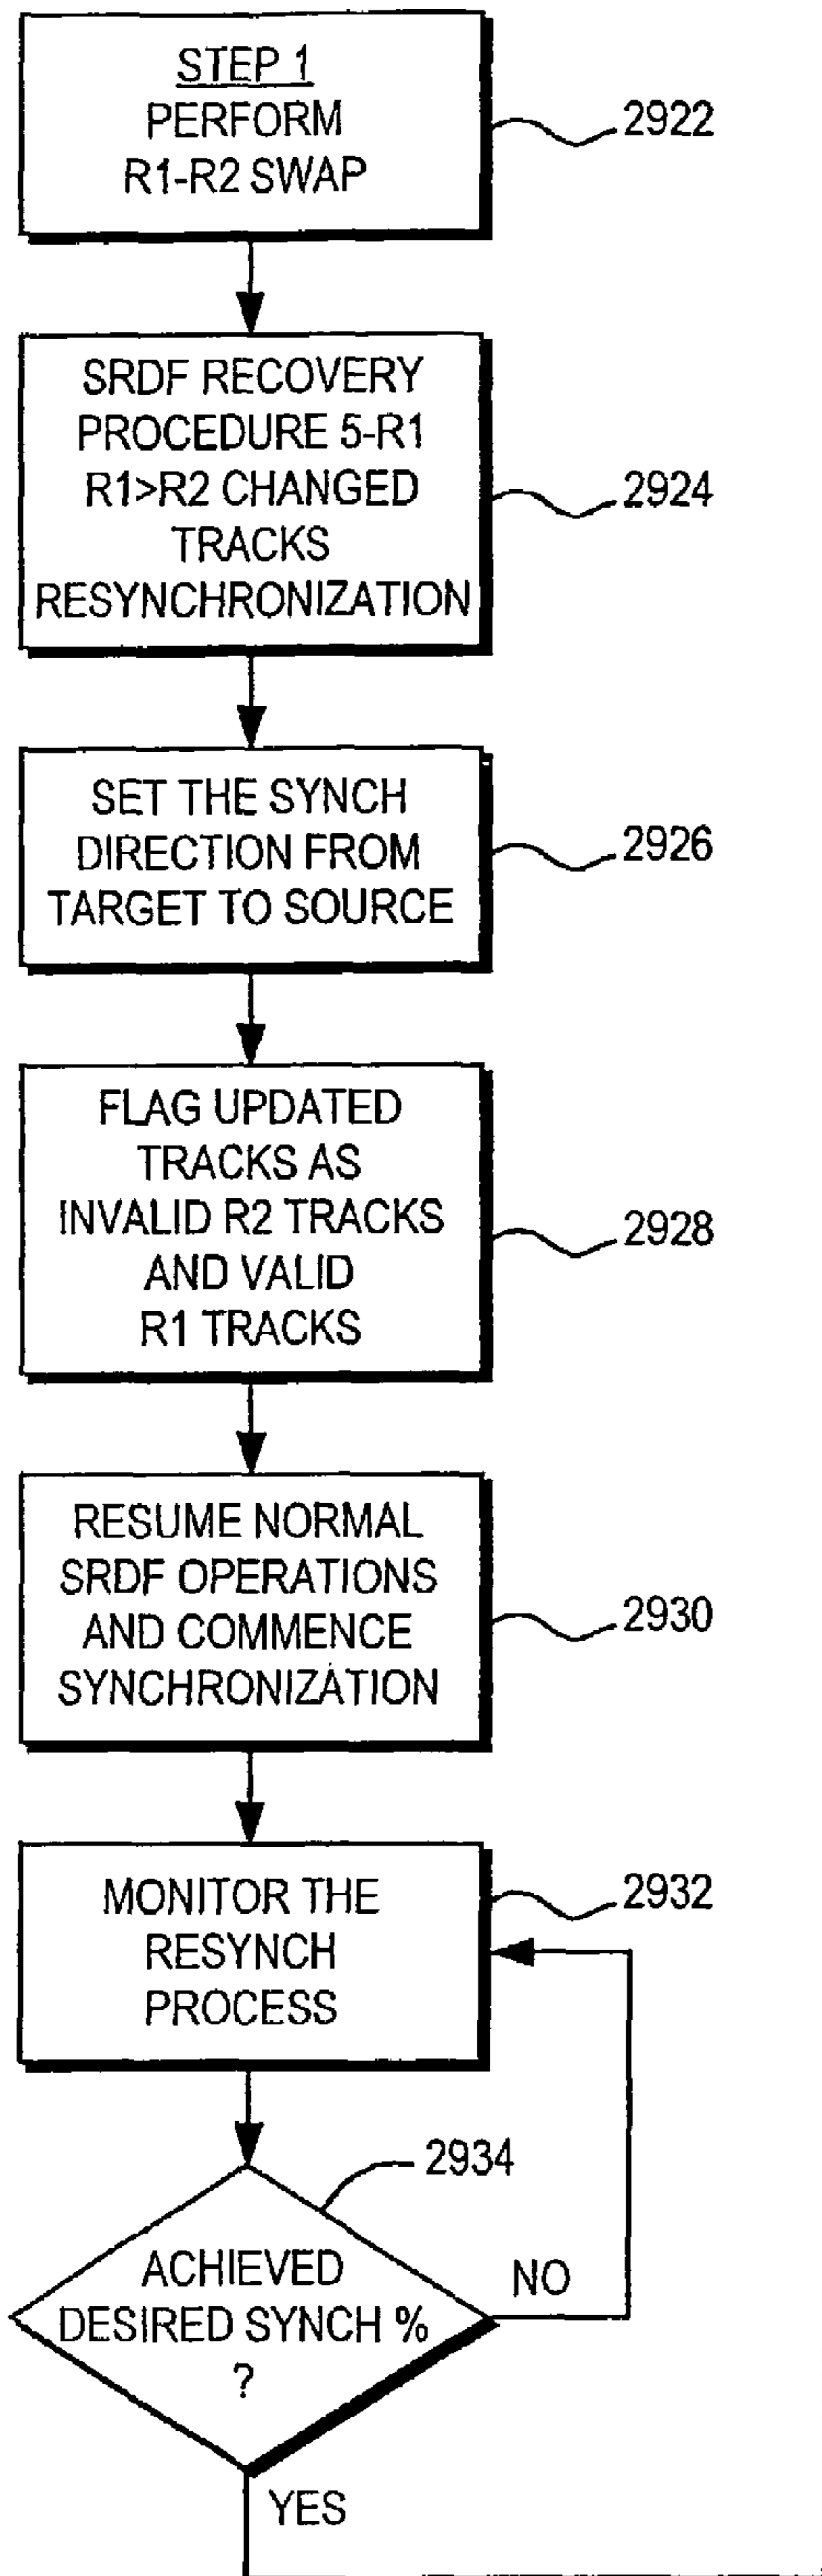 STEP 1
PERFORM
R1-R2 SWAP
2922
SRDF RECOVERY
PROCEDURE 5-R1
R1>R2 CHANGED
TRACKS
RESYNCHRONIZATION
2924
SET THE SYNCH
DIRECTION FROM
TARGET TO SOURCE
2926
FLAG UPDATED
TRACKS AS
INVALID R2 TRACKS
AND VALID
R1 TRACKS
2928
RESUME NORMAL
SRDF OPERATIONS
AND COMMENCE
SYNCHRONIZATION
2930
MONITOR THE
RESYNCH
PROCESS
2932
2934
ACHIEVED
DESIRED SYNCH %
?
NO
YES